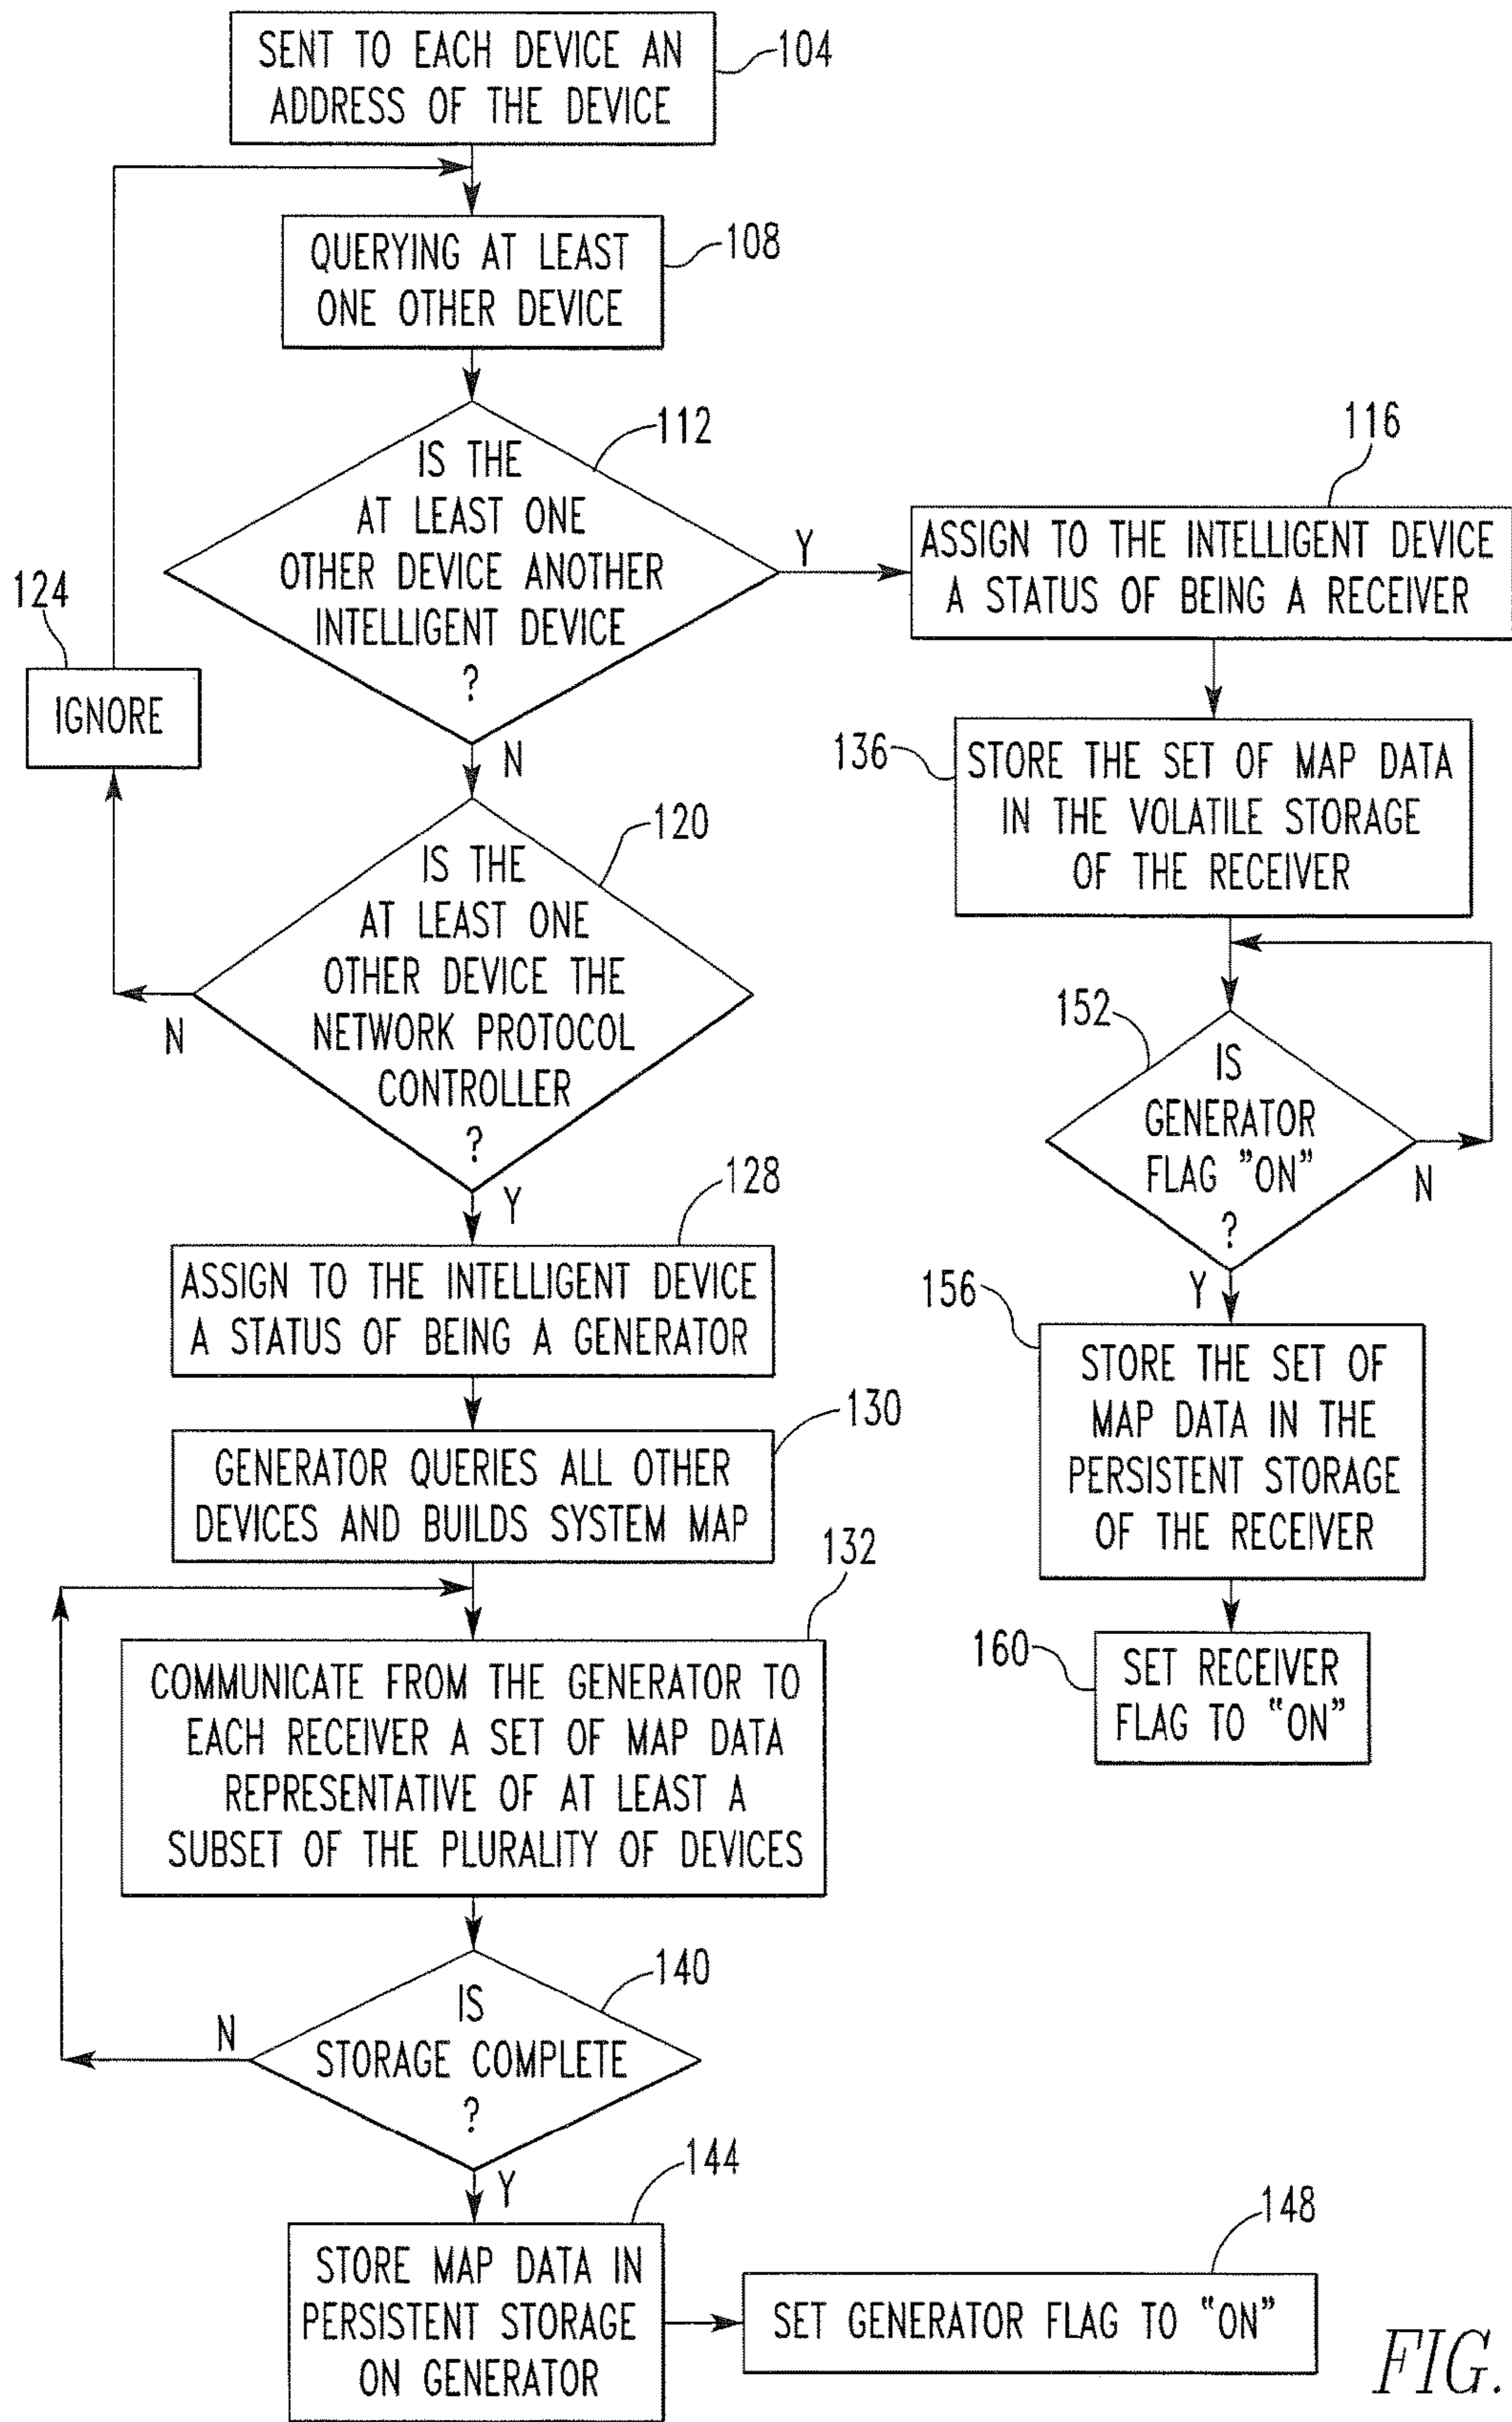 SENT TO EACH DEVICE AN
ADDRESS OF THE DEVICE
104
QUERYING AT LEAST
ONE OTHER DEVICE
108
IS THE
AT LEAST ONE
OTHER DEVICE ANOTHER
INTELLIGENT DEVICE
?
112
Y
N
116
ASSIGN TO THE INTELLIGENT DEVICE
A STATUS OF BEING A RECEIVER
124
IGNORE
136
STORE THE SET OF MAP DATA
IN THE VOLATILE STORAGE
OF THE RECEIVER
120
IS THE
AT LEAST ONE
OTHER DEVICE THE
NETWORK PROTOCOL
CONTROLLER
?
N
Y
152
IS
GENERATOR
FLAG "ON"
?
N
Y
128
ASSIGN TO THE INTELLIGENT DEVICE
A STATUS OF BEING A GENERATOR
156
STORE THE SET OF
MAP DATA IN THE
PERSISTENT STORAGE
OF THE RECEIVER
130
GENERATOR QUERIES ALL OTHER
DEVICES AND BUILDS SYSTEM MAP
132
COMMUNICATE FROM THE GENERATOR TO
EACH RECEIVER A SET OF MAP DATA
REPRESENTATIVE OF AT LEAST A
SUBSET OF THE PLURALITY OF DEVICES
160
SET RECEIVER
FLAG TO "ON"
140
IS
STORAGE COMPLETE
?
N
Y
144
STORE MAP DATA IN
PERSISTENT STORAGE
ON GENERATOR
148
SET GENERATOR FLAG TO "ON"
FIG.